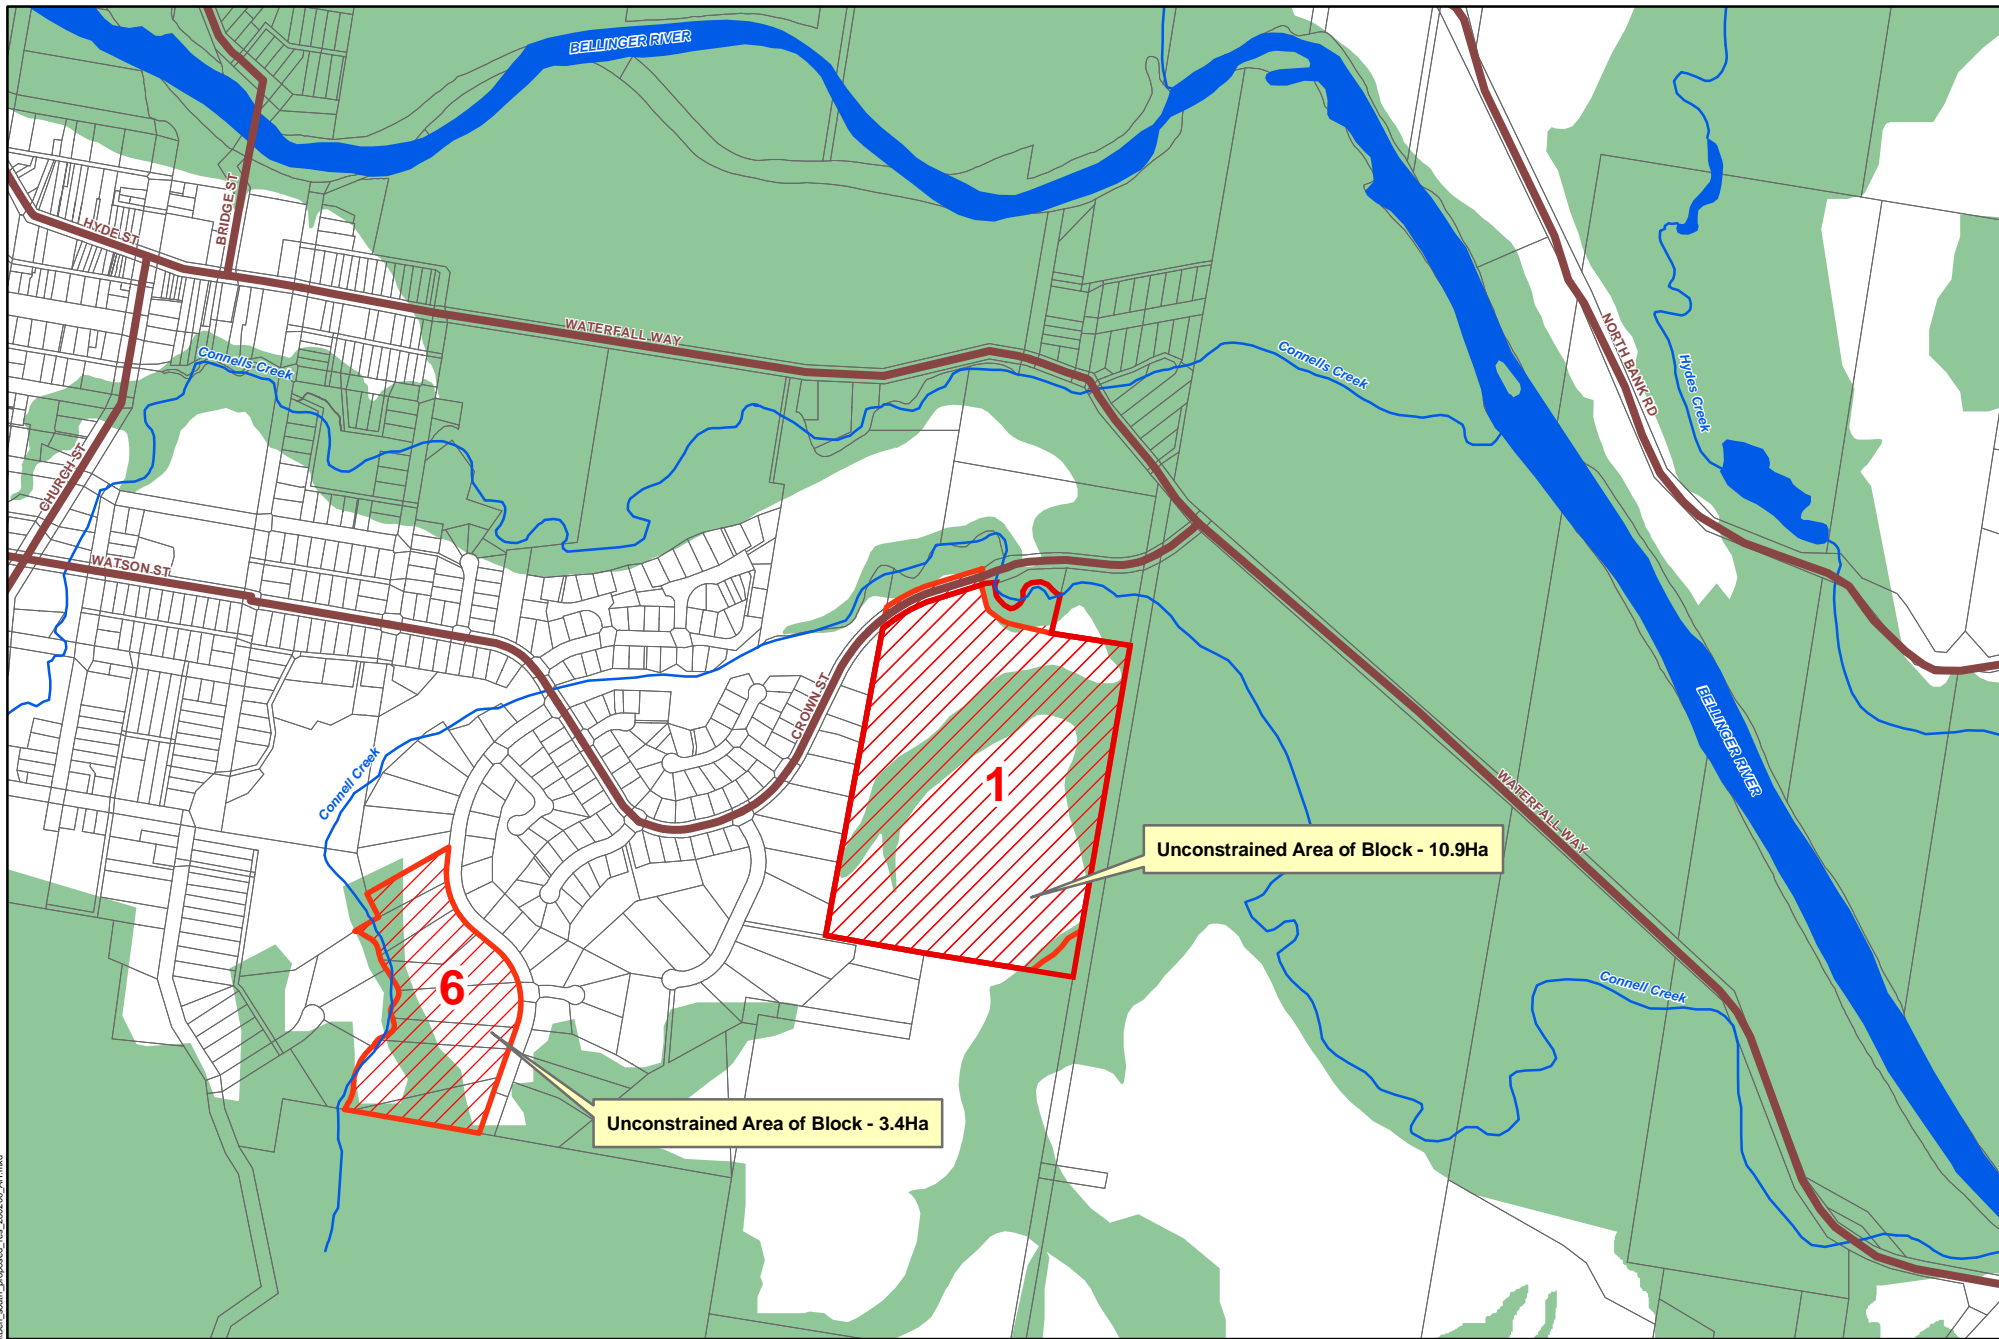 BELLINGER RIVER
BRIDGE ST
HYDE ST
WATERFALL WAY
NORTH BANK RD
Connells Creek
Connells Creek
Hydes Creek
CHURCH ST
WATSON ST
CROWN ST
BELLINGER RIVER
Connell Creek
1
WATERFALL WAY
Unconstrained Area of Block - 10.9Ha
6
Connell Creek
Unconstrained Area of Block - 3.4Ha